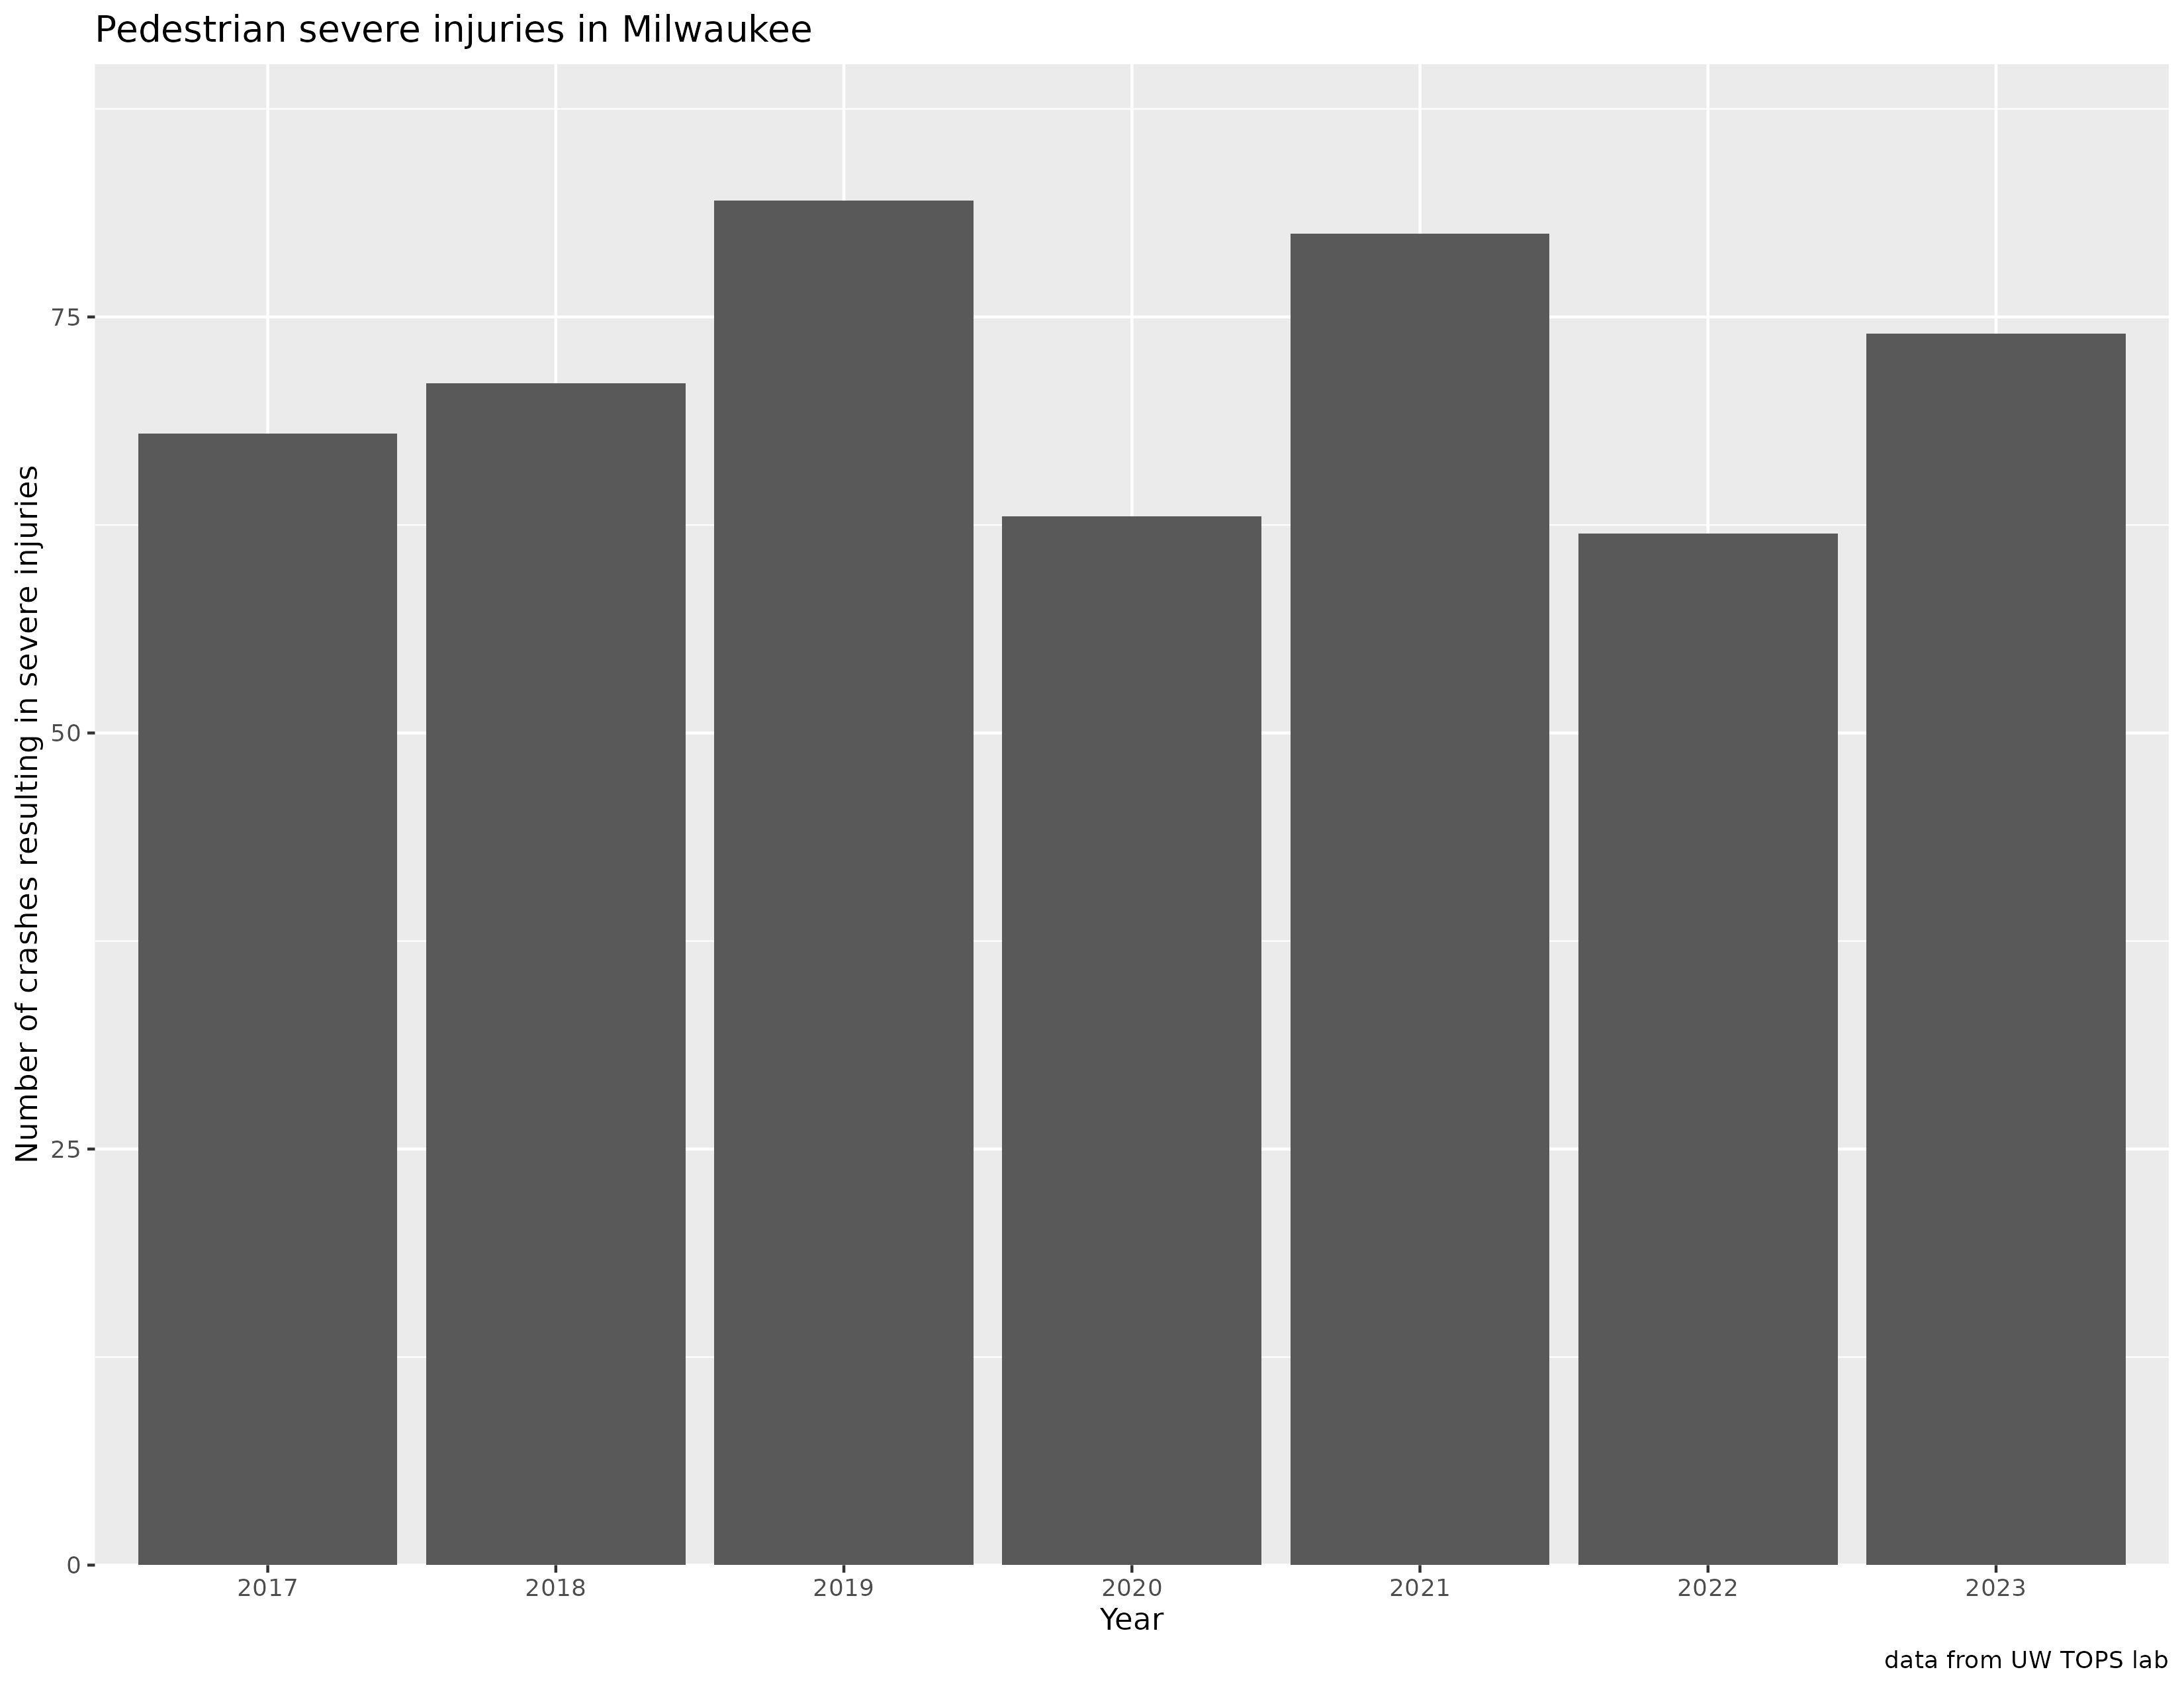 Pedestrian severe injuries in Milwaukee
Number of crashes resulting in severe injuries
75
50
25
0
2017 2018 2019 2020 2021 2022 2023
Year
data from UW TOPS lab